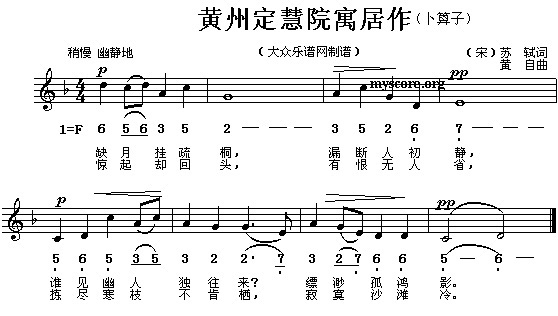 黄州定慧院寓居作(卜算子)
稍慢 幽静地
(大众乐谱网制谱)
(宋)苏 轼词
黄 自曲
p
pp
myscore.org
4 4
1=F 6 5 6 3 5 2 - - - 3 5 2 6 7 - - -
缺 月 挂 疏 桐, 漏 断 人 初 静,
惊 起 却 回 头, 有 恨 无 人 省,
p
pp
5 6 5 3 5 3 2 2· 7 3 2 2 7 5 - 6 -
谁 见 幽 人 独 往 来? 缥 渺 孤 鸿 影.
拣 尽 寒 枝 不 肯 栖, 寂 寞 沙 滩 冷.